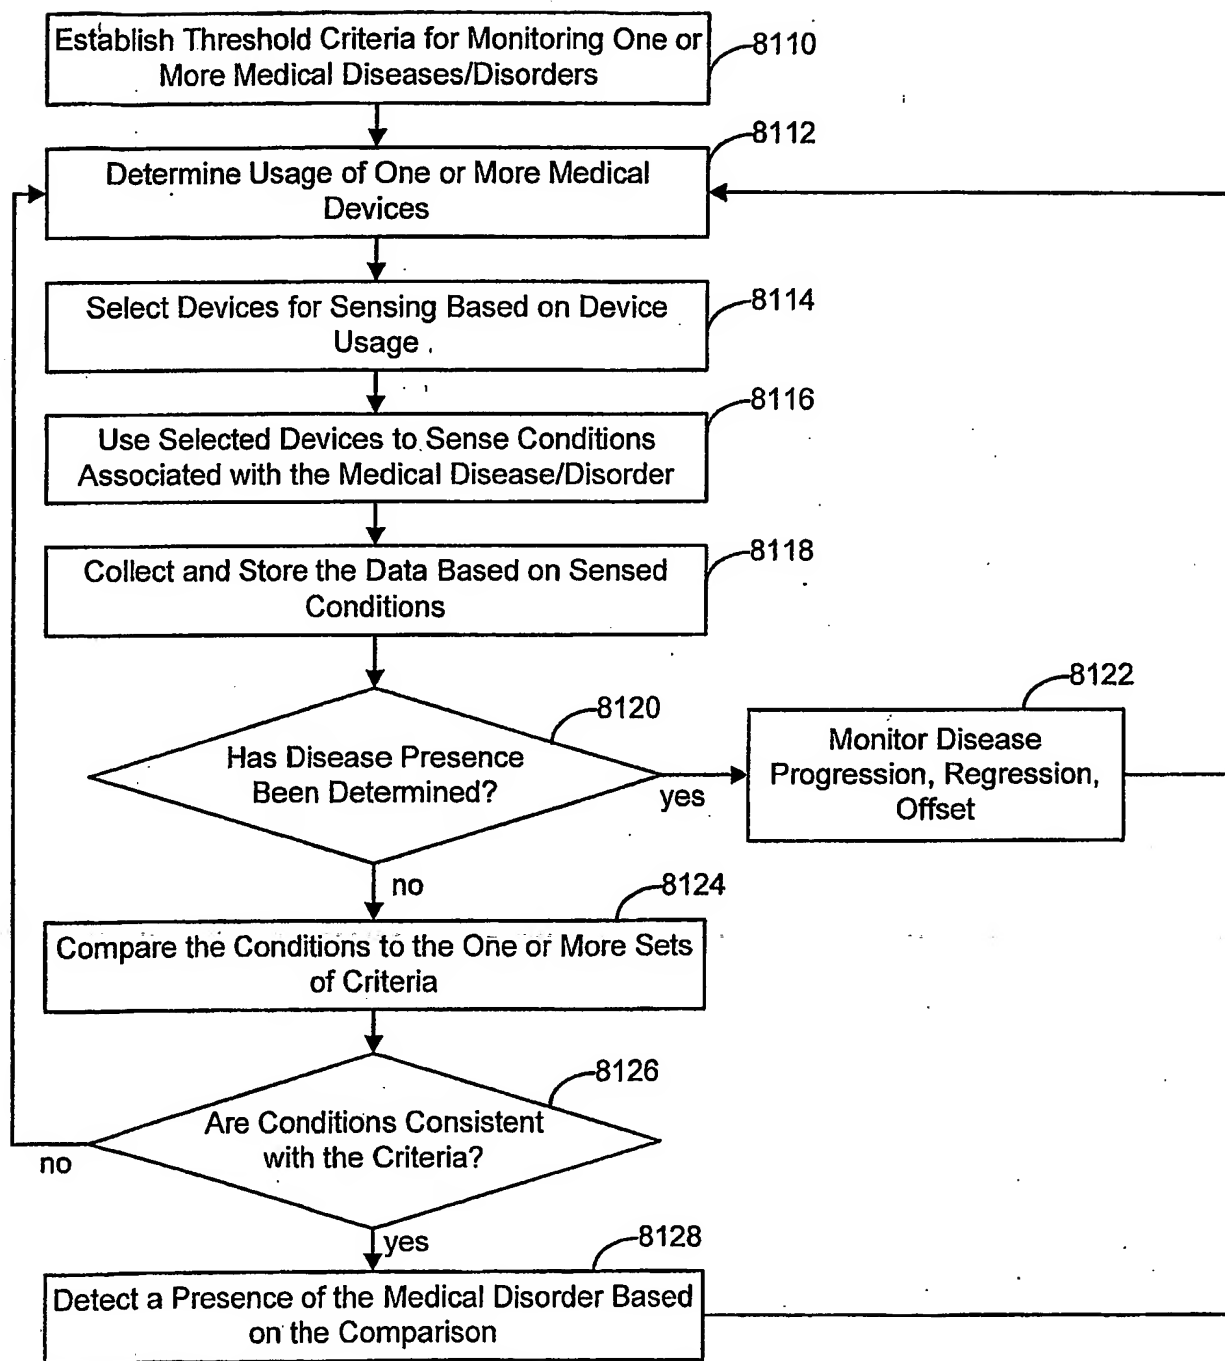 Establish Threshold Criteria for Monitoring One or
More Medical Diseases/Disorders
8110
8112
Determine Usage of One or More Medical
Devices
Select Devices for Sensing Based on Device
Usage
8114
8116
Use Selected Devices to Sense Conditions
Associated with the Medical Disease/Disorder
8118
Collect and Store the Data Based on Sensed
Conditions
8120
Has Disease Presence
Been Determined?
yes
8122
Monitor Disease
Progression, Regression,
Offset
no
8124
Compare the Conditions to the One or More Sets
of Criteria
8126
Are Conditions Consistent
with the Criteria?
no
yes
8128
Detect a Presence of the Medical Disorder Based
on the Comparison